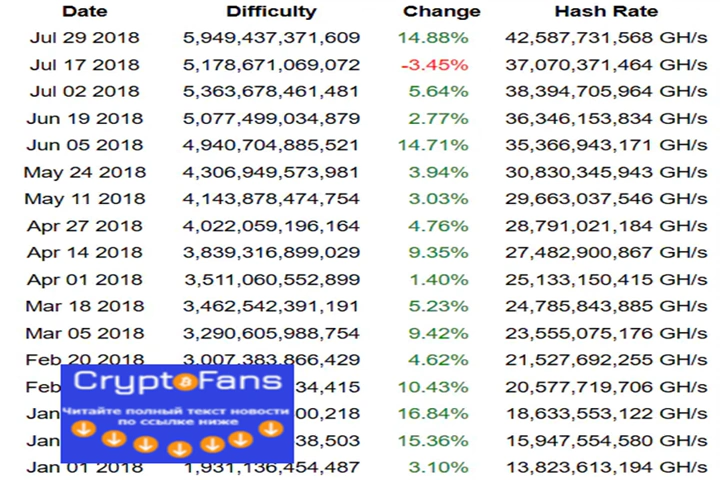 Date Difficulty Change Hash Rate
Jul 29 2018 5,949,437,371,609 14.88% 42,587,731,568 GH/s
Jul 17 2018 5,178,671,069,072 -3.45% 37,070,371,464 GH/s
Jul 02 2018 5,363,678,461,481 5.64% 38,394,705,964 GH/s
Jun 19 2018 5,077,499,034,879 2.77% 36,346,153,834 GH/s
Jun 05 2018 4,940,704,885,521 14.71% 35,366,943,171 GH/s
May 24 2018 4,306,949,573,981 3.94% 30,830,345,943 GH/s
May 11 2018 4,143,878,474,754 3.03% 29,663,037,546 GH/s
Apr 27 2018 4,022,059,196,164 4.76% 28,791,021,184 GH/s
Apr 14 2018 3,839,316,899,029 9.35% 27,482,900,867 GH/s
Apr 01 2018 3,511,060,552,899 1.40% 25,133,150,415 GH/s
Mar 18 2018 3,462,542,391,191 5.23% 24,785,843,885 GH/s
Mar 05 2018 3,290,605,988,754 9.42% 23,555,075,176 GH/s
Feb 20 2018 3,007,383,866,429 4.62% 21,527,692,255 GH/s
Feb 34,415 10.43% 20,577,719,706 GH/s
Jan 00,218 16.84% 18,633,553,122 GH/s
Jan 38,503 15.36% 15,947,554,580 GH/s
Jan 01 2018 1,931,136,454,487 3.10% 13,823,613,194 GH/s
CryptoFans
Читайте полный текст новости
по ссылке ниже